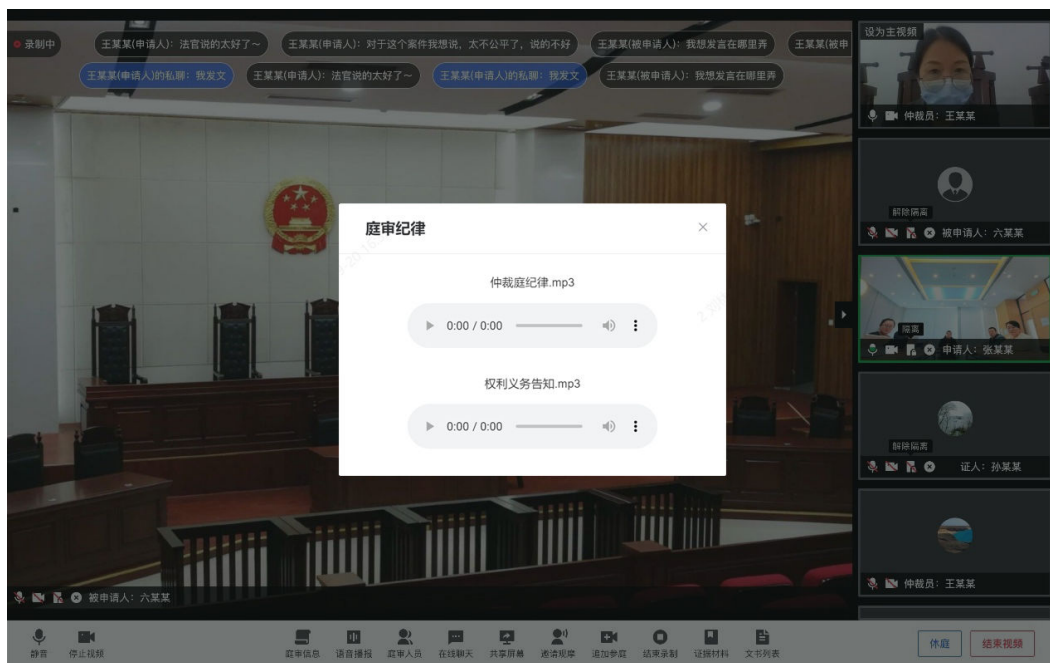 录制中
王某某(申请人)：法官说的太好了～
王某某(申请人)：对于这个案件我想说，太不公平了，说的不好
王某某(被申请人)：我想发言在哪里弄
王某某(被申
王某某(申请人)的私聊：我发文
王某某(申请人)：法官说的太好了～
王某某(申请人)的私聊：我发文
王某某(被申请人)：我想发言在哪里弄
设为主视频
仲裁员：王某某
解除隔离
被申请人：六某某
隔离
申请人：张某某
解除隔离
证人：孙某某
仲裁员：王某某
庭审纪律
仲裁庭纪律.mp3
0:00 / 0:00
权利义务告知.mp3
0:00 / 0:00
被申请人：六某某
静音
停止视频
庭审信息
语音播报
庭审人员
在线聊天
共享屏幕
邀请观摩
追加参庭
结束录制
证据材料
文书列表
休庭
结束视频